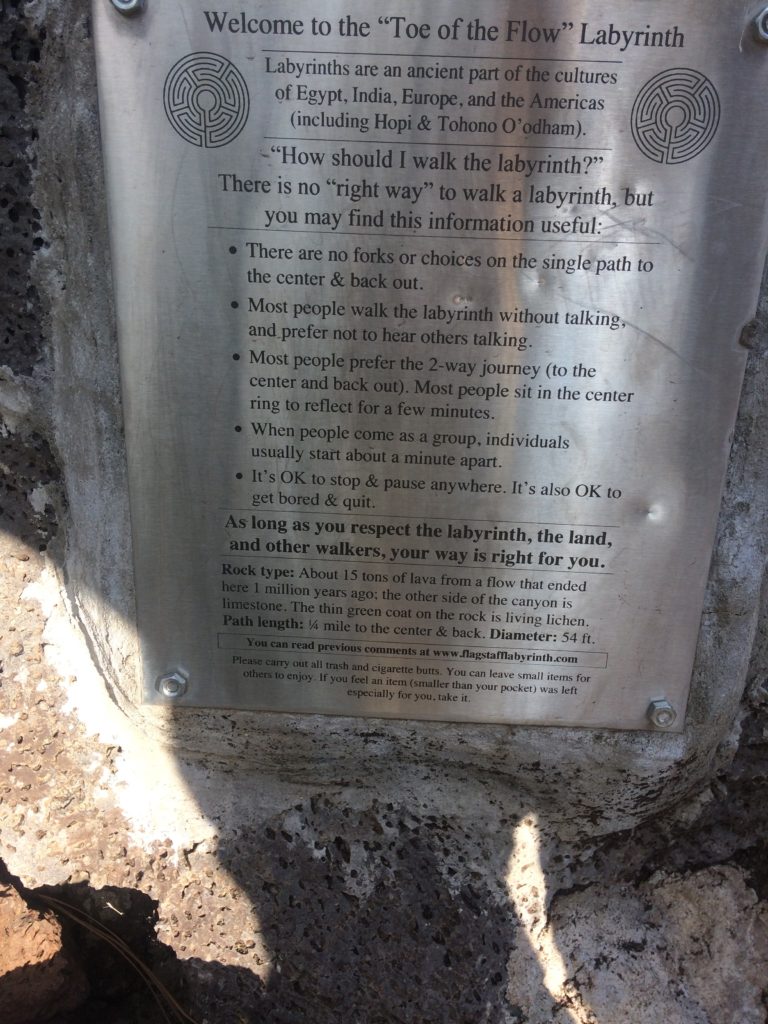 Welcome to the “Toe of the Flow” Labyrinth
Labyrinths are an ancient part of the cultures
of Egypt, India, Europe, and the Americas
(including Hopi & Tohono O’odham).
“How should I walk the labyrinth?”
There is no “right way” to walk a labyrinth, but
you may find this information useful:
• There are no forks or choices on the single path to
the center & back out.
• Most people walk the labyrinth without talking,
and prefer not to hear others talking.
• Most people prefer the 2-way journey (to the
center and back out). Most people sit in the center
ring to reflect for a few minutes.
• When people come as a group, individuals
usually start about a minute apart.
• It’s OK to stop & pause anywhere. It’s also OK to
get bored & quit.
As long as you respect the labyrinth, the land,
and other walkers, your way is right for you.
Rock type: About 15 tons of lava from a flow that ended
here 1 million years ago; the other side of the canyon is
limestone. The thin green coat on the rock is living lichen.
Path length: ¼ mile to the center & back. Diameter: 54 ft.
You can read previous comments at www.flagstafflabyrinth.com
Please carry out all trash and cigarette butts. You can leave small items for
others to enjoy. If you feel an item (smaller than your pocket) was left
especially for you, take it.